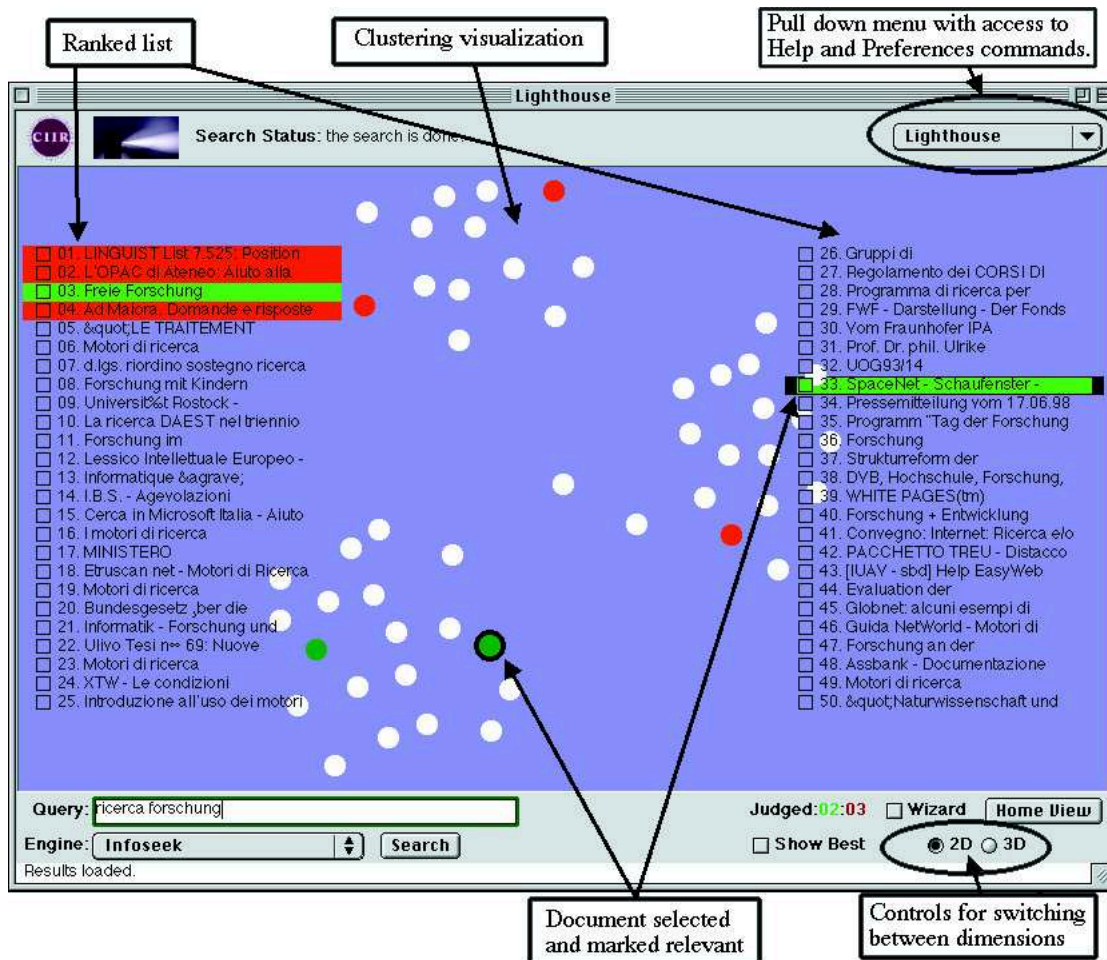 Ranked list
Clustering visualization
Pull down menu with access to
Help and Preferences commands.
Lighthouse
CIIR
Search Status: the search is done.
Lighthouse
01. LINGUIST List 7.525: Position
02. L'OPAC di Ateneo: Aiuto alla
03. Freie Forschung
04. Ad Maiora. Domande e risposte
05. &quot;LE TRAITEMENT
06. Motori di ricerca
07. d.lgs. riordino sostegno ricerca
08. Forschung mit Kindern
09. Universit%t Rostock -
10. La ricerca DAEST nel triennio
11. Forschung im
12. Lessico Intellettuale Europeo -
13. Informatique &agrave;
14. I.B.S. - Agevolazioni
15. Cerca in Microsoft Italia - Aiuto
16. I motori di ricerca
17. MINISTERO
18. Etruscan net - Motori di Ricerca
19. Motori di ricerca
20. Bundesgesetz ¸ber die
21. Informatik - Forschung und
22. Ulivo Tesi n∞ 69: Nuove
23. Motori di ricerca
24. XTW - Le condizioni
25. Introduzione all'uso dei motori
26. Gruppi di
27. Regolamento dei CORSI DI
28. Programma di ricerca per
29. FWF - Darstellung - Der Fonds
30. Vom Fraunhofer IPA
31. Prof. Dr. phil. Ulrike
32. UOG93/14
33. SpaceNet - Schaufenster -
34. Pressemitteilung vom 17.06.98
35. Programm "Tag der Forschung
36. Forschung
37. Strukturreform der
38. DVB, Hochschule, Forschung,
39. WHITE PAGES(tm)
40. Forschung + Entwicklung
41. Convegno: Internet: Ricerca e/o
42. PACCHETTO TREU - Distacco
43. [IUAV - sbd] Help EasyWeb
44. Evaluation der
45. Globnet: alcuni esempi di
46. Guida NetWorld - Motori di
47. Forschung an der
48. Assbank - Documentazione
49. Motori di ricerca
50. &quot;Naturwissenschaft und
Query: ricerca forschung
Judged:02:03 Wizard Home View
Engine: Infoseek Search
Show Best 2D 3D
Results loaded.
Document selected
and marked relevant
Controls for switching
between dimensions